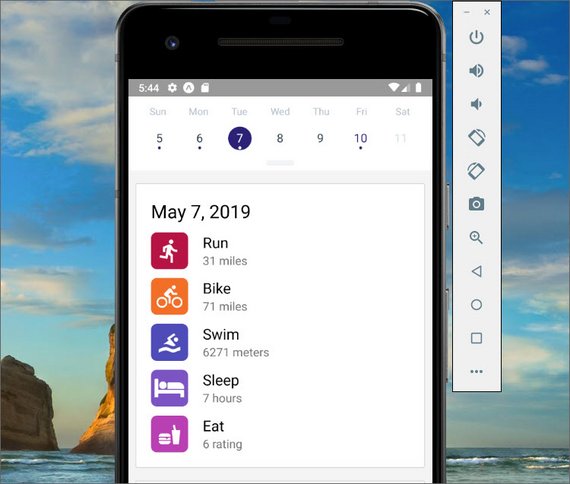 5:44
Sun Mon Tue Wed Thu Fri Sat
5 6 7 8 9 10 11
May 7, 2019
Run
31 miles
Bike
71 miles
Swim
6271 meters
Sleep
7 hours
Eat
6 rating